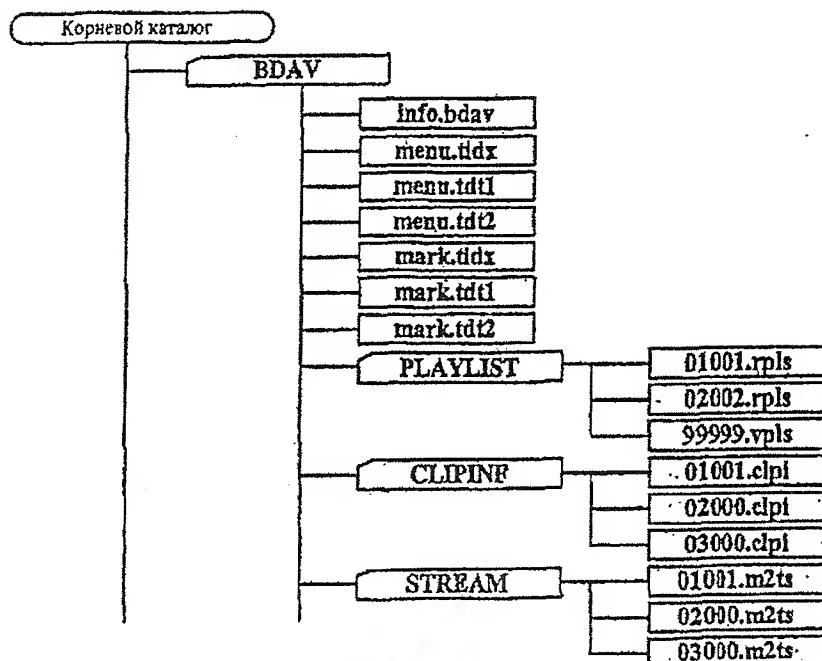 Корневой каталог
BDAV
info.bdav
menu.tidx
menu.tdt1
menu.tdt2
mark.tidx
mark.tdt1
mark.tdt2
PLAYLIST
01001.rpls
02002.rpls
99999.vpls
CLIPINF
01001.clpi
02000.clpi
03000.clpi
STREAM
01001.m2ts
02000.m2ts
03000.m2ts